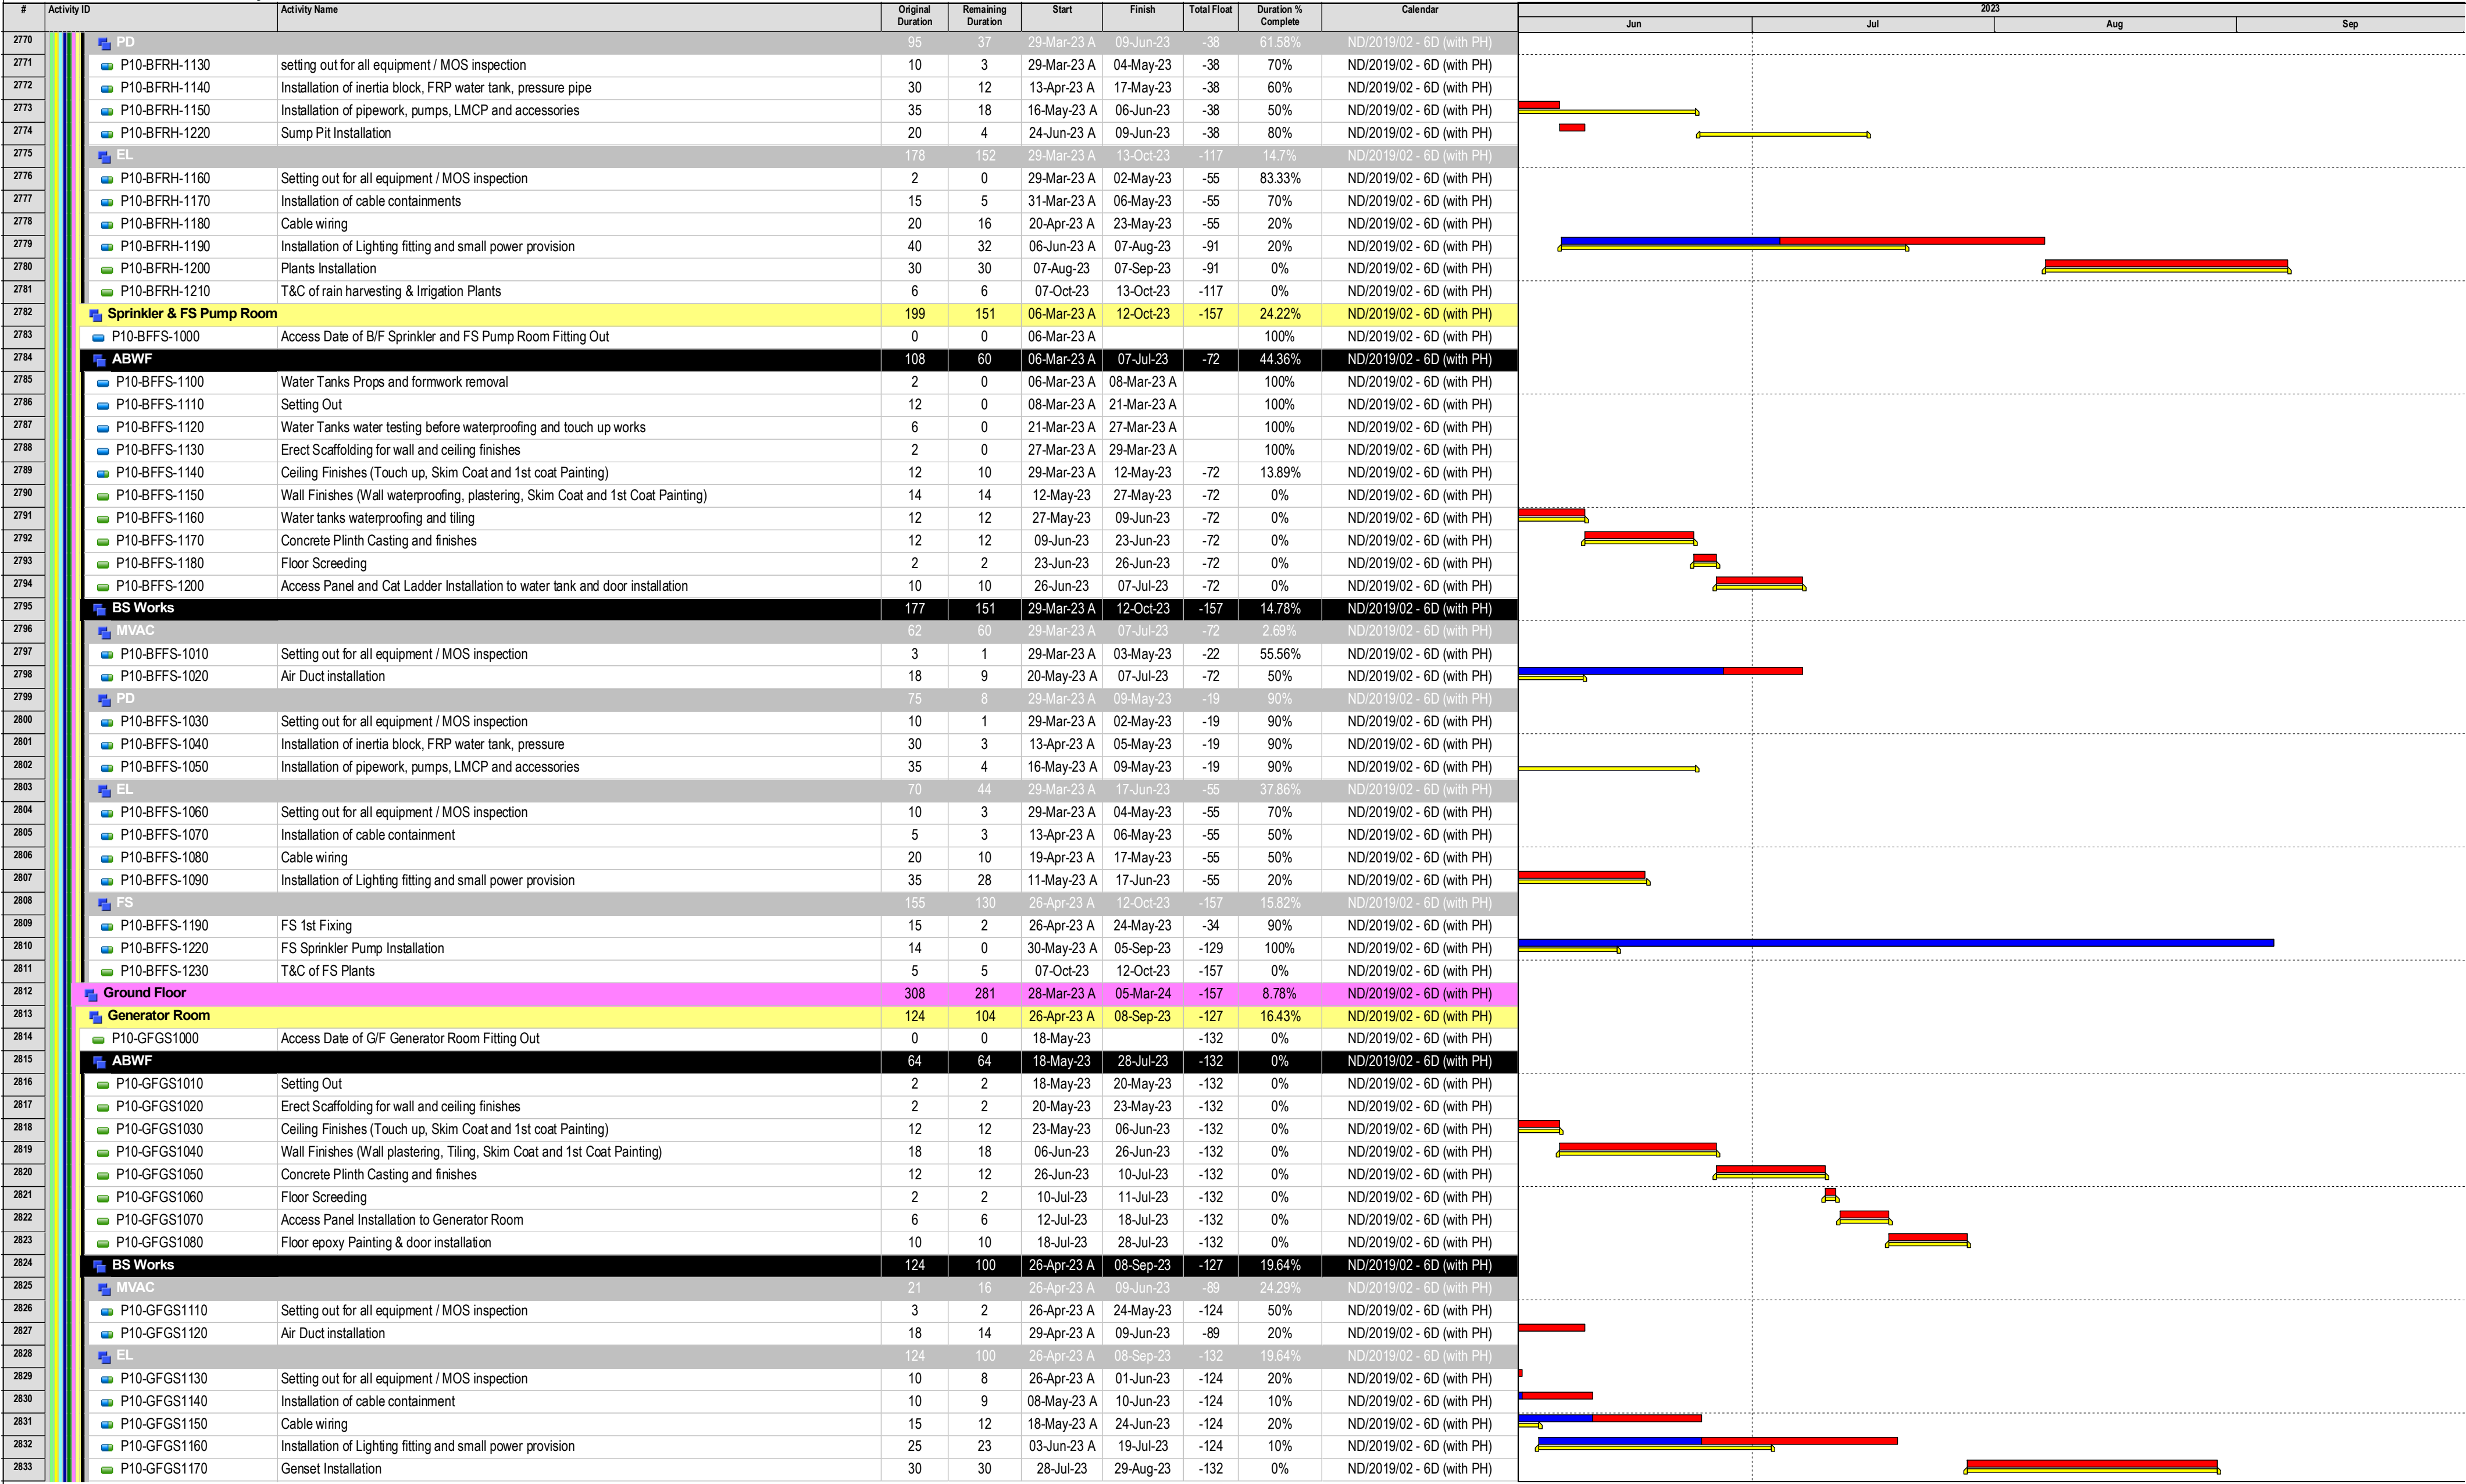 # Activity ID Activity Name Original Duration Remaining Duration Start Finish Total Float Duration % Complete Calendar 2023
Jun Jul Aug Sep
2770 PD 95 37 29-Mar-23 A 09-Jun-23 -38 61.58% ND/2019/02 - 6D (with PH)
2771 P10-BFRH-1130 setting out for all equipment / MOS inspection 10 3 29-Mar-23 A 04-May-23 -38 70% ND/2019/02 - 6D (with PH)
2772 P10-BFRH-1140 Installation of inertia block, FRP water tank, pressure pipe 30 12 13-Apr-23 A 17-May-23 -38 60% ND/2019/02 - 6D (with PH)
2773 P10-BFRH-1150 Installation of pipework, pumps, LMCP and accessories 35 18 16-May-23 A 06-Jun-23 -38 50% ND/2019/02 - 6D (with PH)
2774 P10-BFRH-1220 Sump Pit Installation 20 4 24-Jun-23 A 09-Jun-23 -38 80% ND/2019/02 - 6D (with PH)
2775 EL 178 152 29-Mar-23 A 13-Oct-23 -117 14.7% ND/2019/02 - 6D (with PH)
2776 P10-BFRH-1160 Setting out for all equipment / MOS inspection 2 0 29-Mar-23 A 02-May-23 -55 83.33% ND/2019/02 - 6D (with PH)
2777 P10-BFRH-1170 Installation of cable containments 15 5 31-Mar-23 A 06-May-23 -55 70% ND/2019/02 - 6D (with PH)
2778 P10-BFRH-1180 Cable wiring 20 16 20-Apr-23 A 23-May-23 -55 20% ND/2019/02 - 6D (with PH)
2779 P10-BFRH-1190 Installation of Lighting fitting and small power provision 40 32 06-Jun-23 A 07-Aug-23 -91 20% ND/2019/02 - 6D (with PH)
2780 P10-BFRH-1200 Plants Installation 30 30 07-Aug-23 07-Sep-23 -91 0% ND/2019/02 - 6D (with PH)
2781 P10-BFRH-1210 T&C of rain harvesting & Irrigation Plants 6 6 07-Oct-23 13-Oct-23 -117 0% ND/2019/02 - 6D (with PH)
2782 Sprinkler & FS Pump Room 199 151 06-Mar-23 A 12-Oct-23 -157 24.22% ND/2019/02 - 6D (with PH)
2783 P10-BFFS-1000 Access Date of B/F Sprinkler and FS Pump Room Fitting Out 0 0 06-Mar-23 A 100% ND/2019/02 - 6D (with PH)
2784 ABWF 108 60 06-Mar-23 A 07-Jul-23 -72 44.36% ND/2019/02 - 6D (with PH)
2785 P10-BFFS-1100 Water Tanks Props and formwork removal 2 0 06-Mar-23 A 08-Mar-23 A 100% ND/2019/02 - 6D (with PH)
2786 P10-BFFS-1110 Setting Out 12 0 08-Mar-23 A 21-Mar-23 A 100% ND/2019/02 - 6D (with PH)
2787 P10-BFFS-1120 Water Tanks water testing before waterproofing and touch up works 6 0 21-Mar-23 A 27-Mar-23 A 100% ND/2019/02 - 6D (with PH)
2788 P10-BFFS-1130 Erect Scaffolding for wall and ceiling finishes 2 0 27-Mar-23 A 29-Mar-23 A 100% ND/2019/02 - 6D (with PH)
2789 P10-BFFS-1140 Ceiling Finishes (Touch up, Skim Coat and 1st coat Painting) 12 10 29-Mar-23 A 12-May-23 -72 13.89% ND/2019/02 - 6D (with PH)
2790 P10-BFFS-1150 Wall Finishes (Wall waterproofing, plastering, Skim Coat and 1st Coat Painting) 14 14 12-May-23 27-May-23 -72 0% ND/2019/02 - 6D (with PH)
2791 P10-BFFS-1160 Water tanks waterproofing and tiling 12 12 27-May-23 09-Jun-23 -72 0% ND/2019/02 - 6D (with PH)
2792 P10-BFFS-1170 Concrete Plinth Casting and finishes 12 12 09-Jun-23 23-Jun-23 -72 0% ND/2019/02 - 6D (with PH)
2793 P10-BFFS-1180 Floor Screeding 2 2 23-Jun-23 26-Jun-23 -72 0% ND/2019/02 - 6D (with PH)
2794 P10-BFFS-1200 Access Panel and Cat Ladder Installation to water tank and door installation 10 10 26-Jun-23 07-Jul-23 -72 0% ND/2019/02 - 6D (with PH)
2795 BS Works 177 151 29-Mar-23 A 12-Oct-23 -157 14.78% ND/2019/02 - 6D (with PH)
2796 MVAC 62 60 29-Mar-23 A 07-Jul-23 -72 2.69% ND/2019/02 - 6D (with PH)
2797 P10-BFFS-1010 Setting out for all equipment / MOS inspection 3 1 29-Mar-23 A 03-May-23 -22 55.56% ND/2019/02 - 6D (with PH)
2798 P10-BFFS-1020 Air Duct installation 18 9 20-May-23 A 07-Jul-23 -72 50% ND/2019/02 - 6D (with PH)
2799 PD 75 8 29-Mar-23 A 09-May-23 -19 90% ND/2019/02 - 6D (with PH)
2800 P10-BFFS-1030 Setting out for all equipment / MOS inspection 10 1 29-Mar-23 A 02-May-23 -19 90% ND/2019/02 - 6D (with PH)
2801 P10-BFFS-1040 Installation of inertia block, FRP water tank, pressure 30 3 13-Apr-23 A 05-May-23 -19 90% ND/2019/02 - 6D (with PH)
2802 P10-BFFS-1050 Installation of pipework, pumps, LMCP and accessories 35 4 16-May-23 A 09-May-23 -19 90% ND/2019/02 - 6D (with PH)
2803 EL 70 44 29-Mar-23 A 17-Jun-23 -55 37.86% ND/2019/02 - 6D (with PH)
2804 P10-BFFS-1060 Setting out for all equipment / MOS inspection 10 3 29-Mar-23 A 04-May-23 -55 70% ND/2019/02 - 6D (with PH)
2805 P10-BFFS-1070 Installation of cable containment 5 3 13-Apr-23 A 06-May-23 -55 50% ND/2019/02 - 6D (with PH)
2806 P10-BFFS-1080 Cable wiring 20 10 19-Apr-23 A 17-May-23 -55 50% ND/2019/02 - 6D (with PH)
2807 P10-BFFS-1090 Installation of Lighting fitting and small power provision 35 28 11-May-23 A 17-Jun-23 -55 20% ND/2019/02 - 6D (with PH)
2808 FS 155 130 26-Apr-23 A 12-Oct-23 -157 15.82% ND/2019/02 - 6D (with PH)
2809 P10-BFFS-1190 FS 1st Fixing 15 2 26-Apr-23 A 24-May-23 -34 90% ND/2019/02 - 6D (with PH)
2810 P10-BFFS-1220 FS Sprinkler Pump Installation 14 0 30-May-23 A 05-Sep-23 -129 100% ND/2019/02 - 6D (with PH)
2811 P10-BFFS-1230 T&C of FS Plants 5 5 07-Oct-23 12-Oct-23 -157 0% ND/2019/02 - 6D (with PH)
2812 Ground Floor 308 281 28-Mar-23 A 05-Mar-24 -157 8.78% ND/2019/02 - 6D (with PH)
2813 Generator Room 124 104 26-Apr-23 A 08-Sep-23 -127 16.43% ND/2019/02 - 6D (with PH)
2814 P10-GFGS1000 Access Date of G/F Generator Room Fitting Out 0 0 18-May-23 -132 0% ND/2019/02 - 6D (with PH)
2815 ABWF 64 64 18-May-23 28-Jul-23 -132 0% ND/2019/02 - 6D (with PH)
2816 P10-GFGS1010 Setting Out 2 2 18-May-23 20-May-23 -132 0% ND/2019/02 - 6D (with PH)
2817 P10-GFGS1020 Erect Scaffolding for wall and ceiling finishes 2 2 20-May-23 23-May-23 -132 0% ND/2019/02 - 6D (with PH)
2818 P10-GFGS1030 Ceiling Finishes (Touch up, Skim Coat and 1st coat Painting) 12 12 23-May-23 06-Jun-23 -132 0% ND/2019/02 - 6D (with PH)
2819 P10-GFGS1040 Wall Finishes (Wall plastering, Tiling, Skim Coat and 1st Coat Painting) 18 18 06-Jun-23 26-Jun-23 -132 0% ND/2019/02 - 6D (with PH)
2820 P10-GFGS1050 Concrete Plinth Casting and finishes 12 12 26-Jun-23 10-Jul-23 -132 0% ND/2019/02 - 6D (with PH)
2821 P10-GFGS1060 Floor Screeding 2 2 10-Jul-23 11-Jul-23 -132 0% ND/2019/02 - 6D (with PH)
2822 P10-GFGS1070 Access Panel Installation to Generator Room 6 6 12-Jul-23 18-Jul-23 -132 0% ND/2019/02 - 6D (with PH)
2823 P10-GFGS1080 Floor epoxy Painting & door installation 10 10 18-Jul-23 28-Jul-23 -132 0% ND/2019/02 - 6D (with PH)
2824 BS Works 124 100 26-Apr-23 A 08-Sep-23 -127 19.64% ND/2019/02 - 6D (with PH)
2825 MVAC 21 16 26-Apr-23 A 09-Jun-23 -89 24.29% ND/2019/02 - 6D (with PH)
2826 P10-GFGS1110 Setting out for all equipment / MOS inspection 3 2 26-Apr-23 A 24-May-23 -124 50% ND/2019/02 - 6D (with PH)
2827 P10-GFGS1120 Air Duct installation 18 14 29-Apr-23 A 09-Jun-23 -89 20% ND/2019/02 - 6D (with PH)
2828 EL 124 100 26-Apr-23 A 08-Sep-23 -132 19.64% ND/2019/02 - 6D (with PH)
2829 P10-GFGS1130 Setting out for all equipment / MOS inspection 10 8 26-Apr-23 A 01-Jun-23 -124 20% ND/2019/02 - 6D (with PH)
2830 P10-GFGS1140 Installation of cable containment 10 9 08-May-23 A 10-Jun-23 -124 10% ND/2019/02 - 6D (with PH)
2831 P10-GFGS1150 Cable wiring 15 12 18-May-23 A 24-Jun-23 -124 20% ND/2019/02 - 6D (with PH)
2832 P10-GFGS1160 Installation of Lighting fitting and small power provision 25 23 03-Jun-23 A 19-Jul-23 -124 10% ND/2019/02 - 6D (with PH)
2833 P10-GFGS1170 Genset Installation 30 30 28-Jul-23 29-Aug-23 -132 0% ND/2019/02 - 6D (with PH)